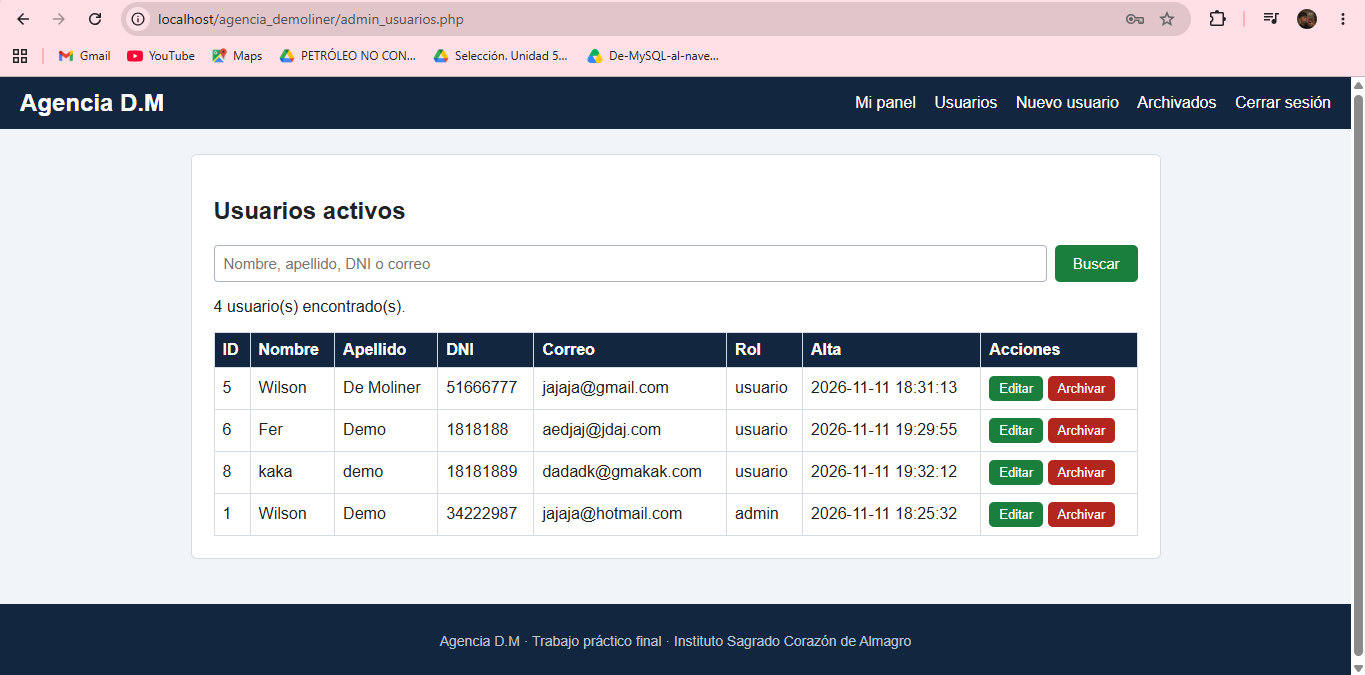 localhost/agencia_demoliner/admin_usuarios.php
Gmail YouTube Maps PETRÓLEO NO CON... Selección. Unidad 5... De-MySQL-al-nave...
Agencia D.M Mi panel Usuarios Nuevo usuario Archivados Cerrar sesión
Usuarios activos
Nombre, apellido, DNI o correo Buscar
4 usuario(s) encontrado(s).
ID Nombre Apellido DNI Correo Rol Alta Acciones
5 Wilson De Moliner 51666777 jajaja@gmail.com usuario 2026-11-11 18:31:13 Editar Archivar
6 Fer Demo 1818188 aedjaj@jdaj.com usuario 2026-11-11 19:29:55 Editar Archivar
8 kaka demo 18181889 dadadk@gmakak.com usuario 2026-11-11 19:32:12 Editar Archivar
1 Wilson Demo 34222987 jajaja@hotmail.com admin 2026-11-11 18:25:32 Editar Archivar
Agencia D.M · Trabajo práctico final · Instituto Sagrado Corazón de Almagro